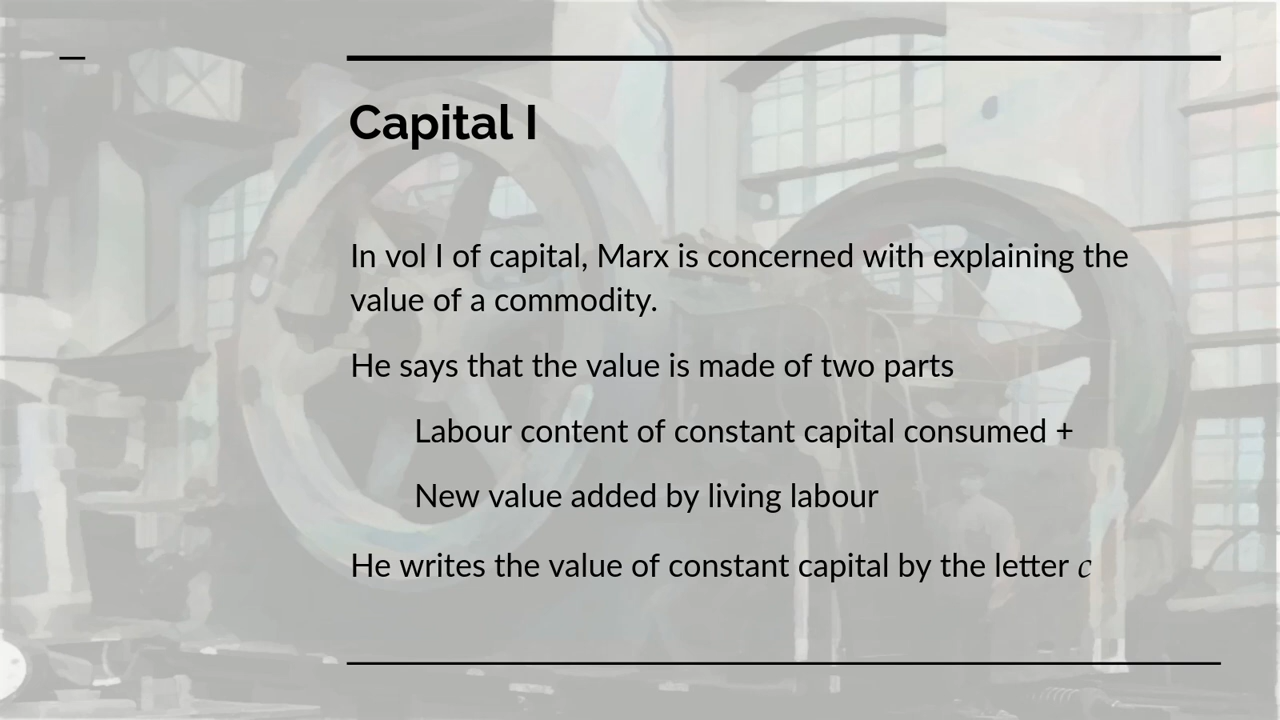 Capital I
In vol I of capital, Marx is concerned with explaining the
value of a commodity.
He says that the value is made of two parts
Labour content of constant capital consumed +
New value added by living labour
He writes the value of constant capital by the letter c